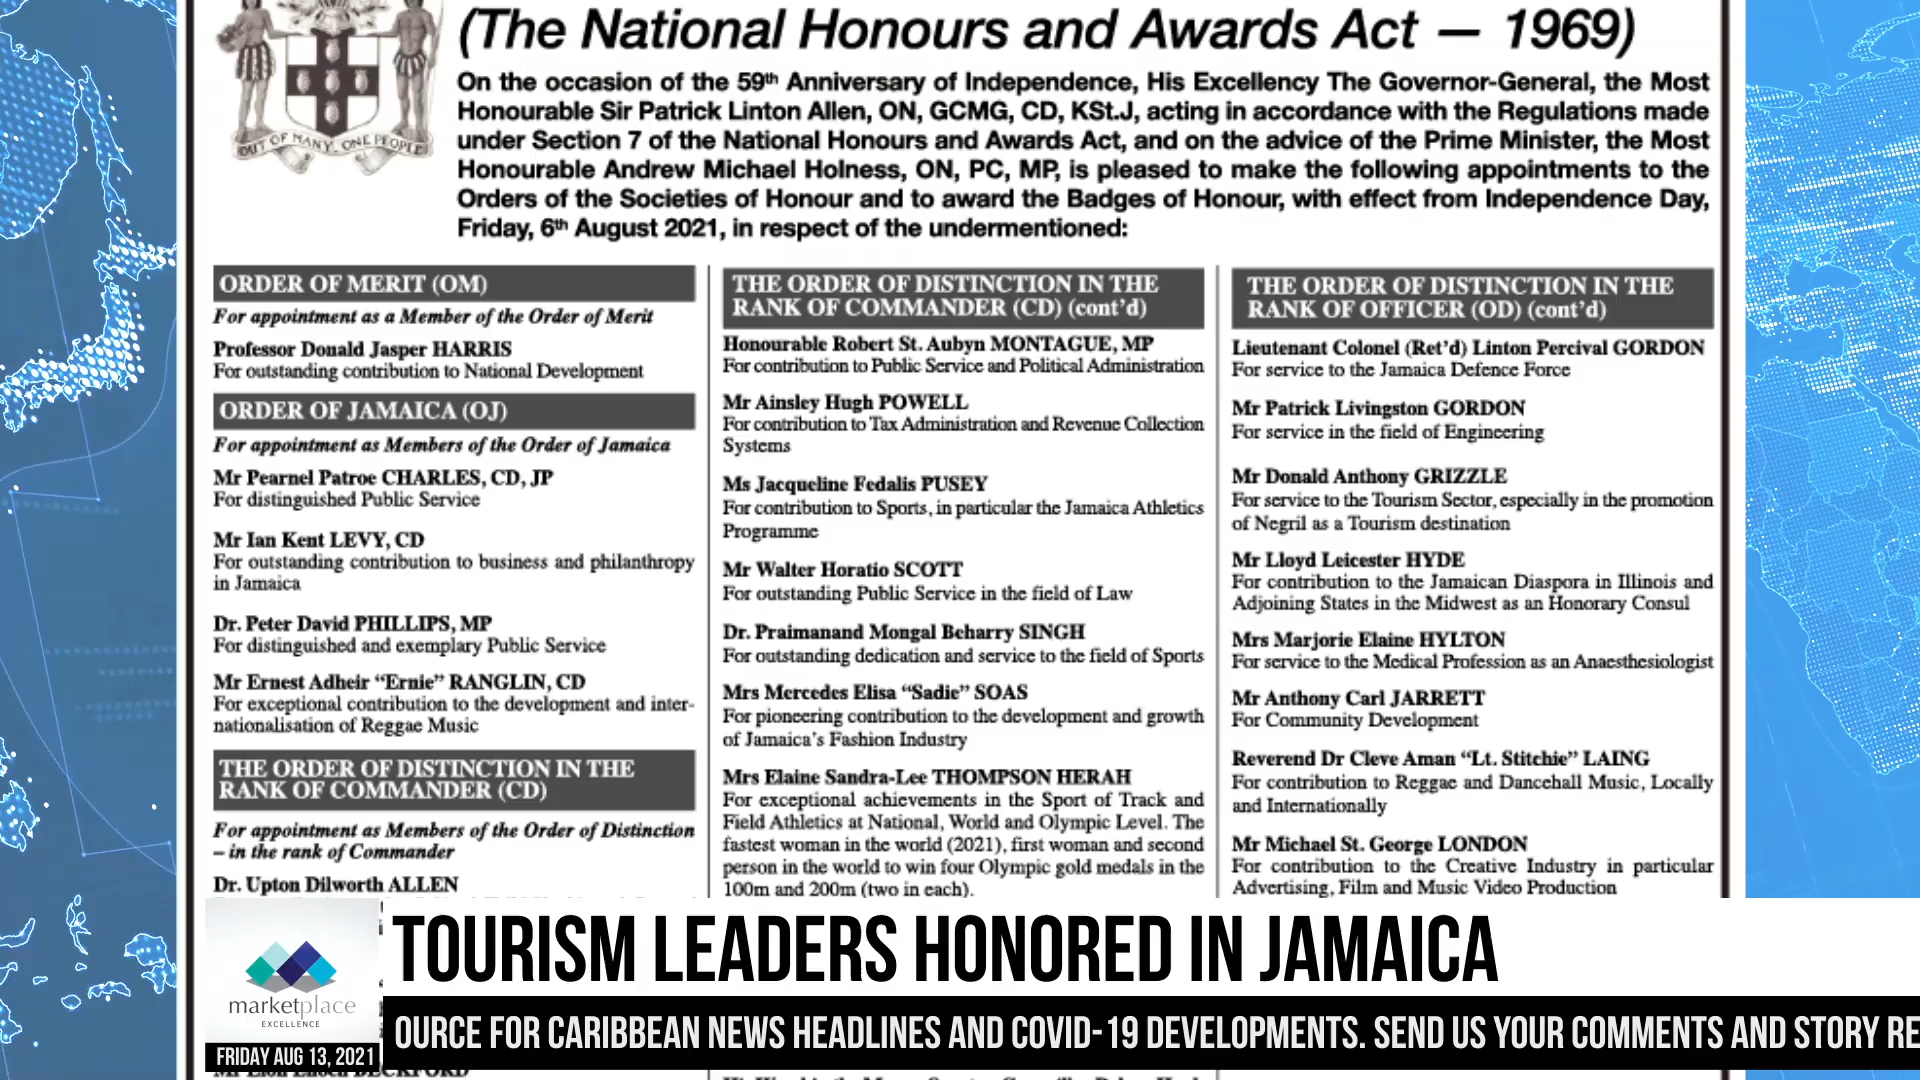 (The National Honours and Awards Act — 1969)
On the occasion of the 59th Anniversary of Independence, His Excellency The Governor-General, the Most
Honourable Sir Patrick Linton Allen, ON, GCMG, CD, KSt.J, acting in accordance with the Regulations made
under Section 7 of the National Honours and Awards Act, and on the advice of the Prime Minister, the Most
Honourable Andrew Michael Holness, ON, PC, MP, is pleased to make the following appointments to the
Orders of the Societies of Honour and to award the Badges of Honour, with effect from Independence Day,
Friday, 6th August 2021, in respect of the undermentioned:
OUT OF MANY, ONE PEOPLE
ORDER OF MERIT (OM)
For appointment as a Member of the Order of Merit
Professor Donald Jasper HARRIS
For outstanding contribution to National Development
ORDER OF JAMAICA (OJ)
For appointment as Members of the Order of Jamaica
Mr Pearnel Patroe CHARLES, CD, JP
For distinguished Public Service
Mr Ian Kent LEVY, CD
For outstanding contribution to business and philanthropy
in Jamaica
Dr. Peter David PHILLIPS, MP
For distinguished and exemplary Public Service
Mr Ernest Adheir “Ernie” RANGLIN, CD
For exceptional contribution to the development and inter-
nationalisation of Reggae Music
THE ORDER OF DISTINCTION IN THE
RANK OF COMMANDER (CD)
For appointment as Members of the Order of Distinction
– in the rank of Commander
Dr. Upton Dilworth ALLEN
THE ORDER OF DISTINCTION IN THE
RANK OF COMMANDER (CD) (cont’d)
Honourable Robert St. Aubyn MONTAGUE, MP
For contribution to Public Service and Political Administration
Mr Ainsley Hugh POWELL
For contribution to Tax Administration and Revenue Collection
Systems
Ms Jacqueline Fedalis PUSEY
For contribution to Sports, in particular the Jamaica Athletics
Programme
Mr Walter Horatio SCOTT
For outstanding Public Service in the field of Law
Dr. Praimanand Mongal Beharry SINGH
For outstanding dedication and service to the field of Sports
Mrs Mercedes Elisa “Sadie” SOAS
For pioneering contribution to the development and growth
of Jamaica’s Fashion Industry
Mrs Elaine Sandra-Lee THOMPSON HERAH
For exceptional achievements in the Sport of Track and
Field Athletics at National, World and Olympic Level. The
fastest woman in the world (2021), first woman and second
person in the world to win four Olympic gold medals in the
100m and 200m (two in each).
THE ORDER OF DISTINCTION IN THE
RANK OF OFFICER (OD) (cont’d)
Lieutenant Colonel (Ret’d) Linton Percival GORDON
For service to the Jamaica Defence Force
Mr Patrick Livingston GORDON
For service in the field of Engineering
Mr Donald Anthony GRIZZLE
For service to the Tourism Sector, especially in the promotion
of Negril as a Tourism destination
Mr Lloyd Leicester HYDE
For contribution to the Jamaican Diaspora in Illinois and
Adjoining States in the Midwest as an Honorary Consul
Mrs Marjorie Elaine HYLTON
For service to the Medical Profession as an Anaesthesiologist
Mr Anthony Carl JARRETT
For Community Development
Reverend Dr Cleve Aman “Lt. Stitchie” LAING
For contribution to Reggae and Dancehall Music, Locally
and Internationally
Mr Michael St. George LONDON
For contribution to the Creative Industry in particular
Advertising, Film and Music Video Production
TOURISM LEADERS HONORED IN JAMAICA
marketplace
EXCELLENCE
FRIDAY AUG 13, 2021
OURCE FOR CARIBBEAN NEWS HEADLINES AND COVID-19 DEVELOPMENTS. SEND US YOUR COMMENTS AND STORY RE